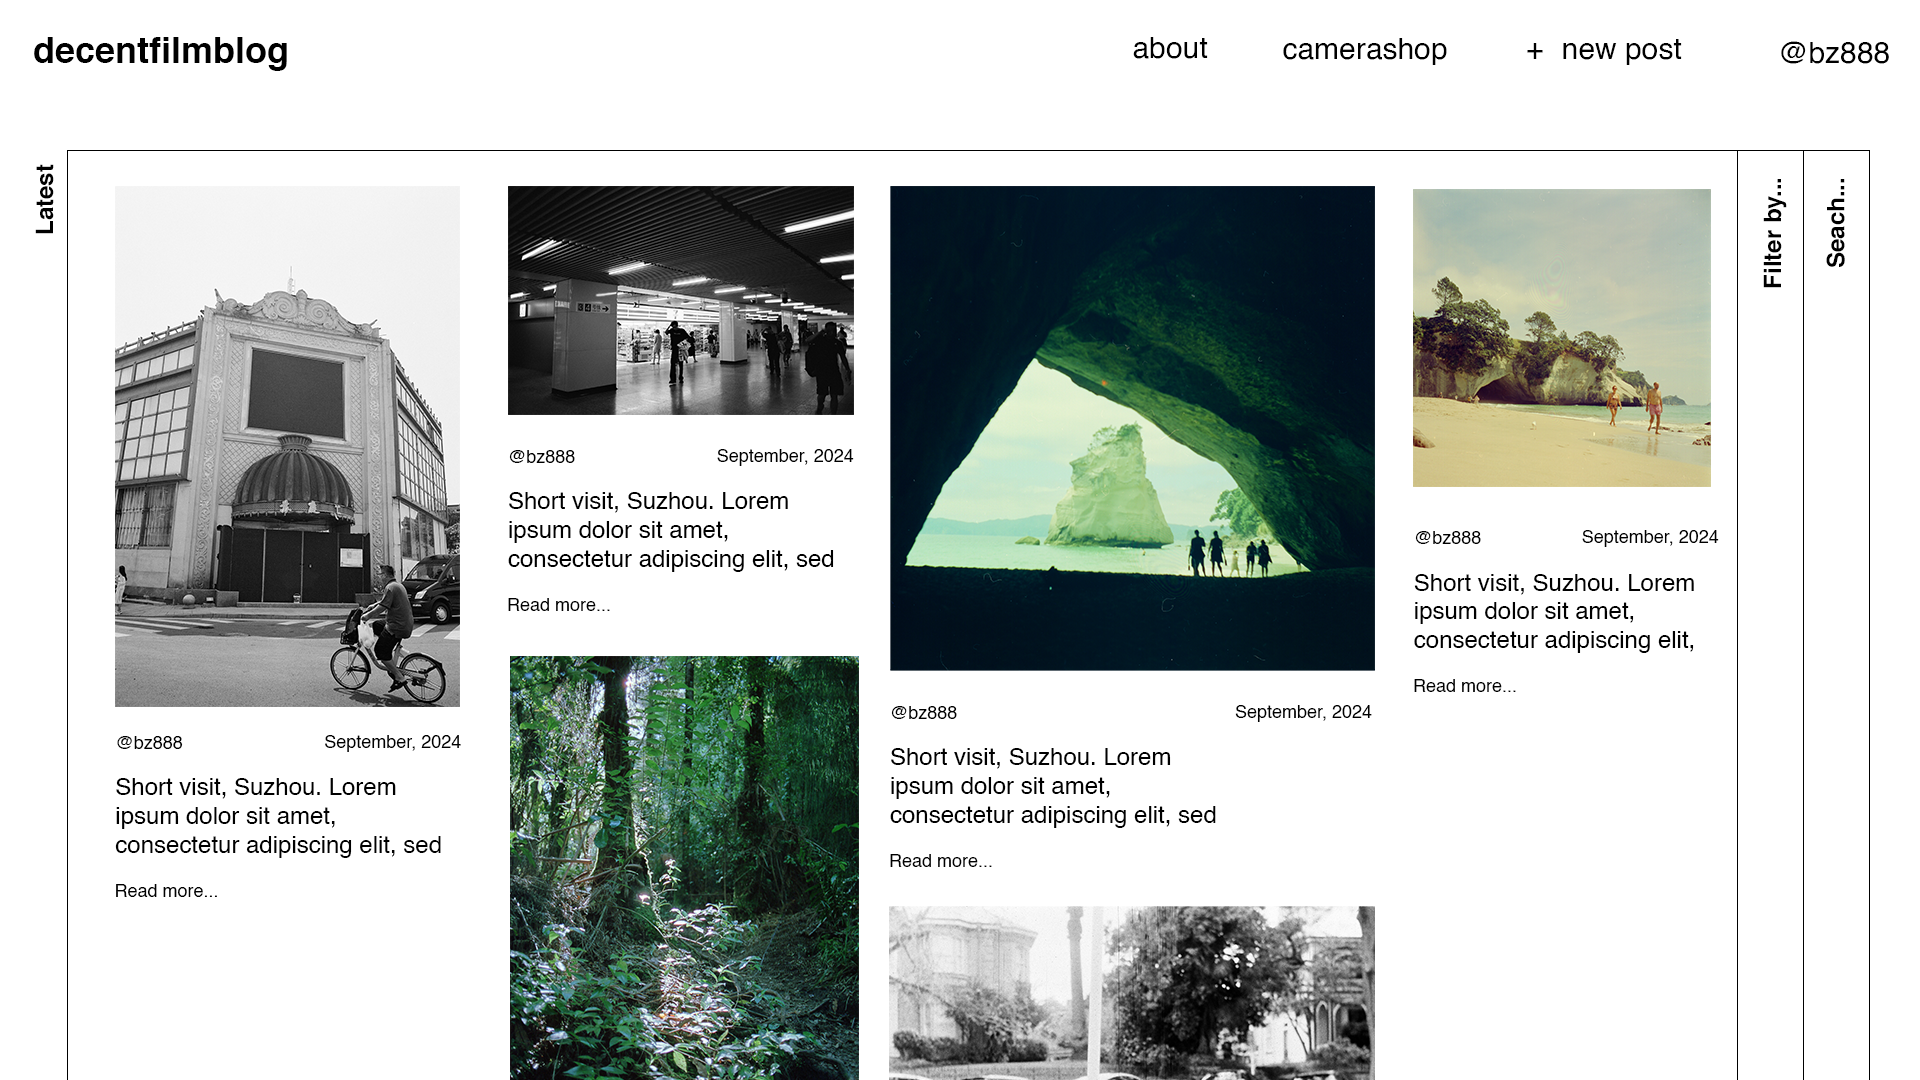 decentfilmblog
about
camerashop
+ new post
@bz888
Latest
Filter by...
Seach...
@bz888
September, 2024
Short visit, Suzhou. Lorem
ipsum dolor sit amet,
consectetur adipiscing elit, sed
Read more...
@bz888
September, 2024
Short visit, Suzhou. Lorem
ipsum dolor sit amet,
consectetur adipiscing elit, sed
Read more...
@bz888
September, 2024
Short visit, Suzhou. Lorem
ipsum dolor sit amet,
consectetur adipiscing elit, sed
Read more...
@bz888
September, 2024
Short visit, Suzhou. Lorem
ipsum dolor sit amet,
consectetur adipiscing elit,
Read more...